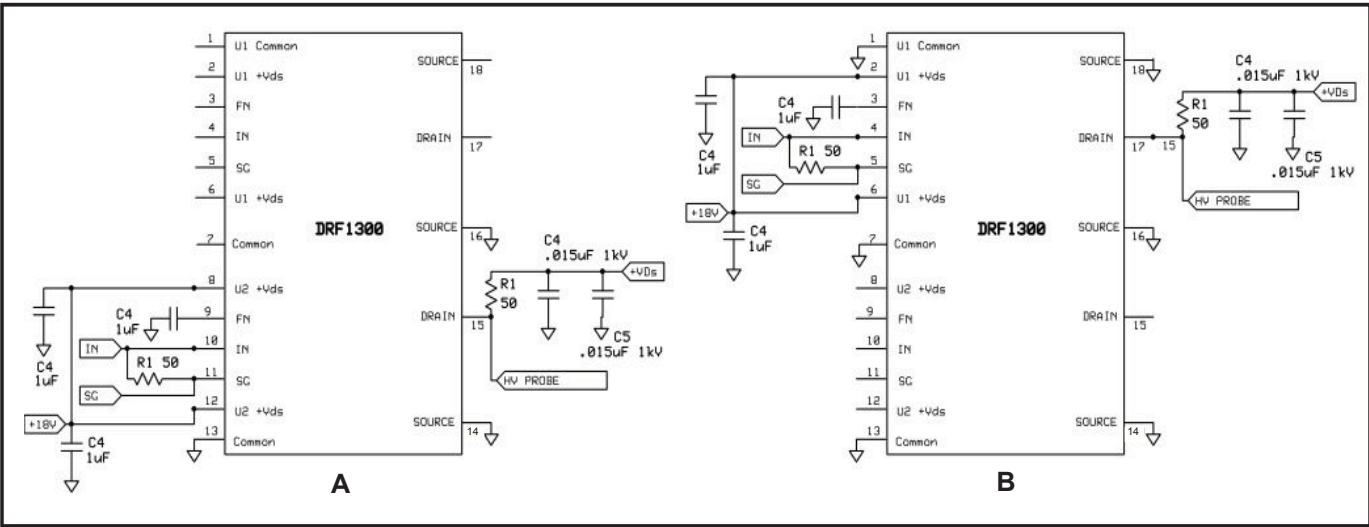 1 U1 Common
2 U1 +Vds
3 FN
4 IN
5 SG
6 U1 +Vds
7 Common
8 U2 +Vds
9 FN
10 IN
11 SG
12 U2 +Vds
13 Common
DRF1300
SOURCE 18
DRAIN 17
SOURCE 16
DRAIN 15
SOURCE 14
C4
1uF
C4
1uF
IN
R1 50
SG
+18V
C4
1uF
C4
.015uF 1kV
+VDs
R1
50
C5
.015uF 1kV
HV PROBE
A
1 U1 Common
2 U1 +Vds
3 FN
4 IN
5 SG
6 U1 +Vds
7 Common
8 U2 +Vds
9 FN
10 IN
11 SG
12 U2 +Vds
13 Common
DRF1300
SOURCE 18
DRAIN 17
15
SOURCE 16
DRAIN 15
SOURCE 14
C4
1uF
C4
1uF
IN
R1 50
SG
+18V
C4
1uF
C4
.015uF 1kV
+VDs
R1
50
C5
.015uF 1kV
HV PROBE
B